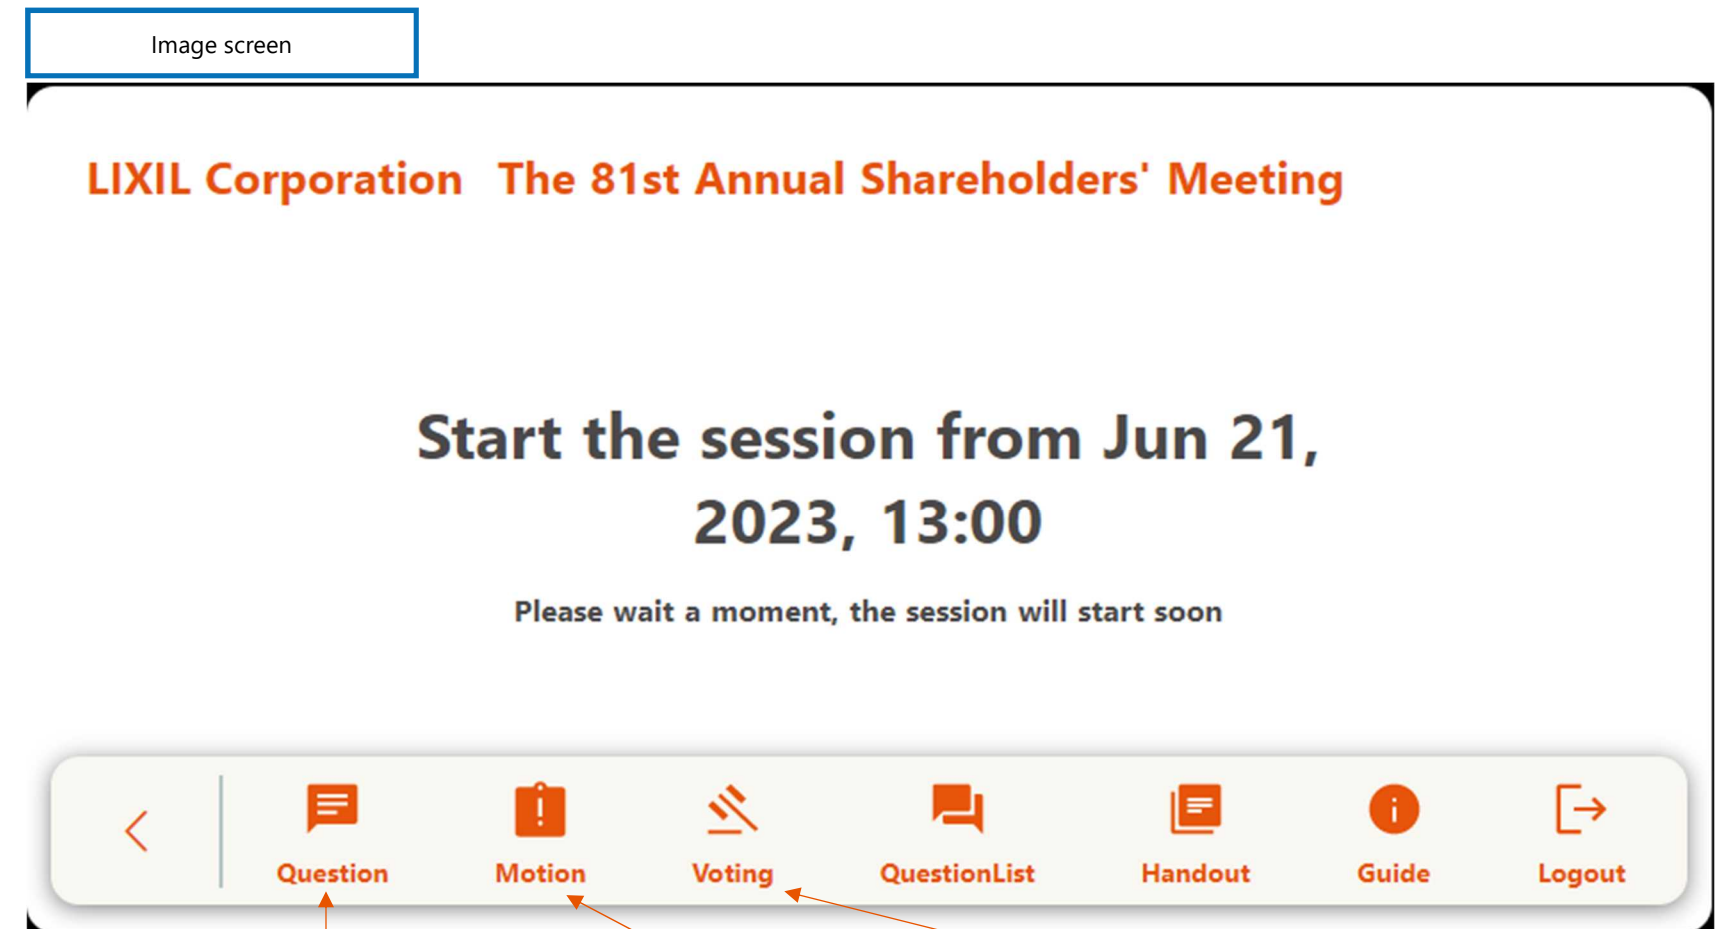 Image screen
LIXIL Corporation The 81st Annual Shareholders' Meeting
Start the session from Jun 21,
2023, 13:00
Please wait a moment, the session will start soon
Question Motion Voting QuestionList Handout Guide Logout